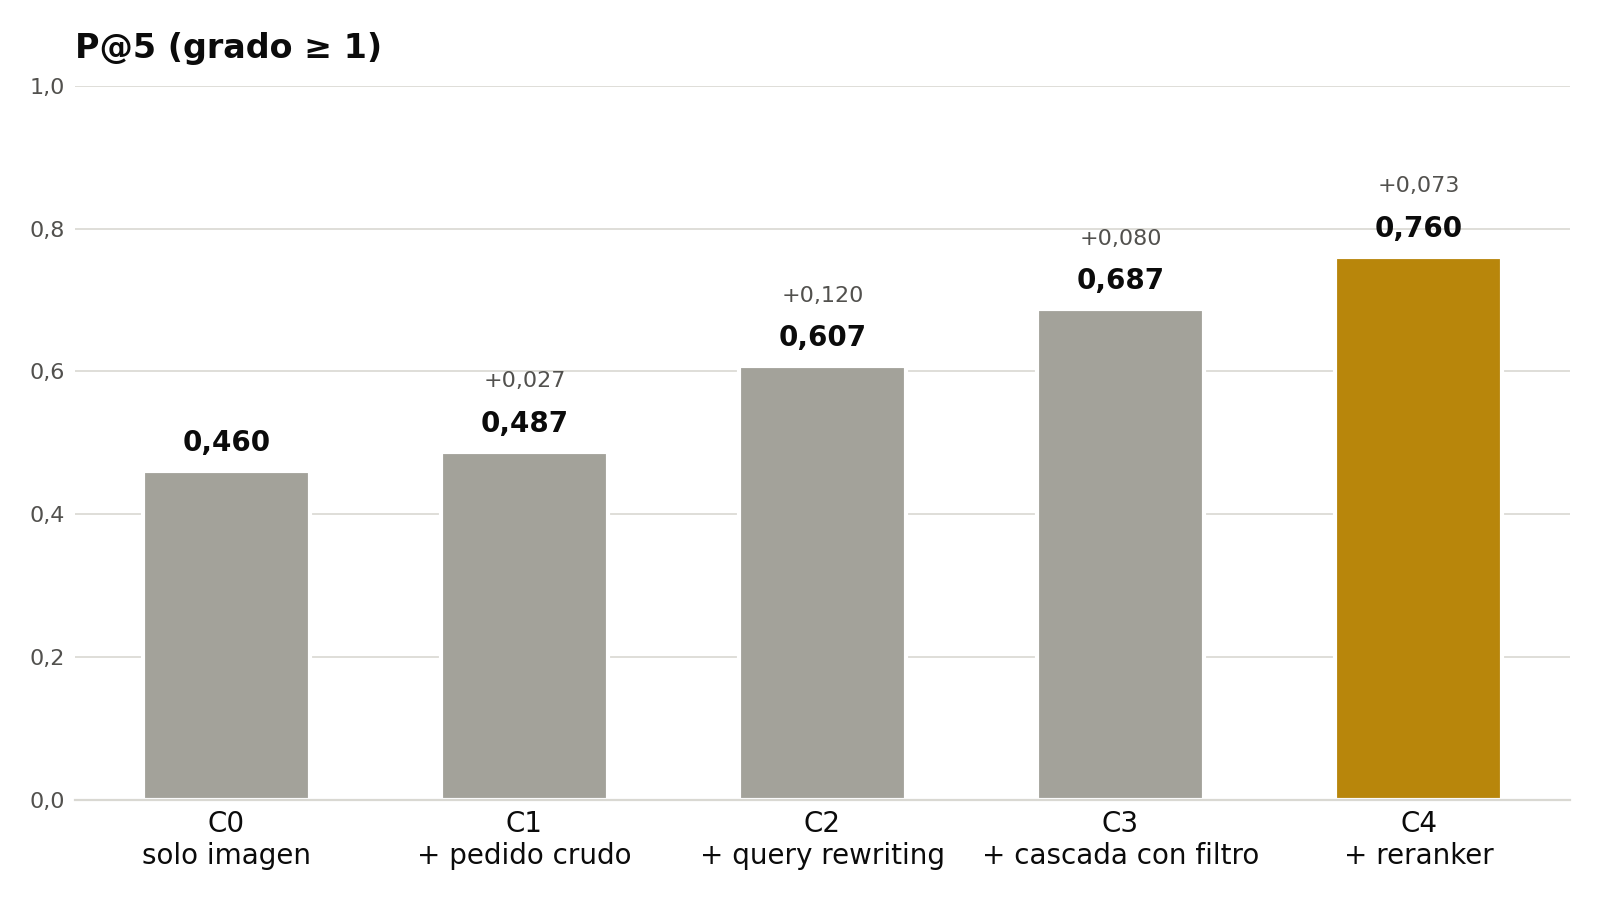 P@5 (grado ≥ 1)
1,0
0,8
0,6
0,4
0,2
0,0
0,460
+0,027
0,487
+0,120
0,607
+0,080
0,687
+0,073
0,760
C0
solo imagen
C1
+ pedido crudo
C2
+ query rewriting
C3
+ cascada con filtro
C4
+ reranker